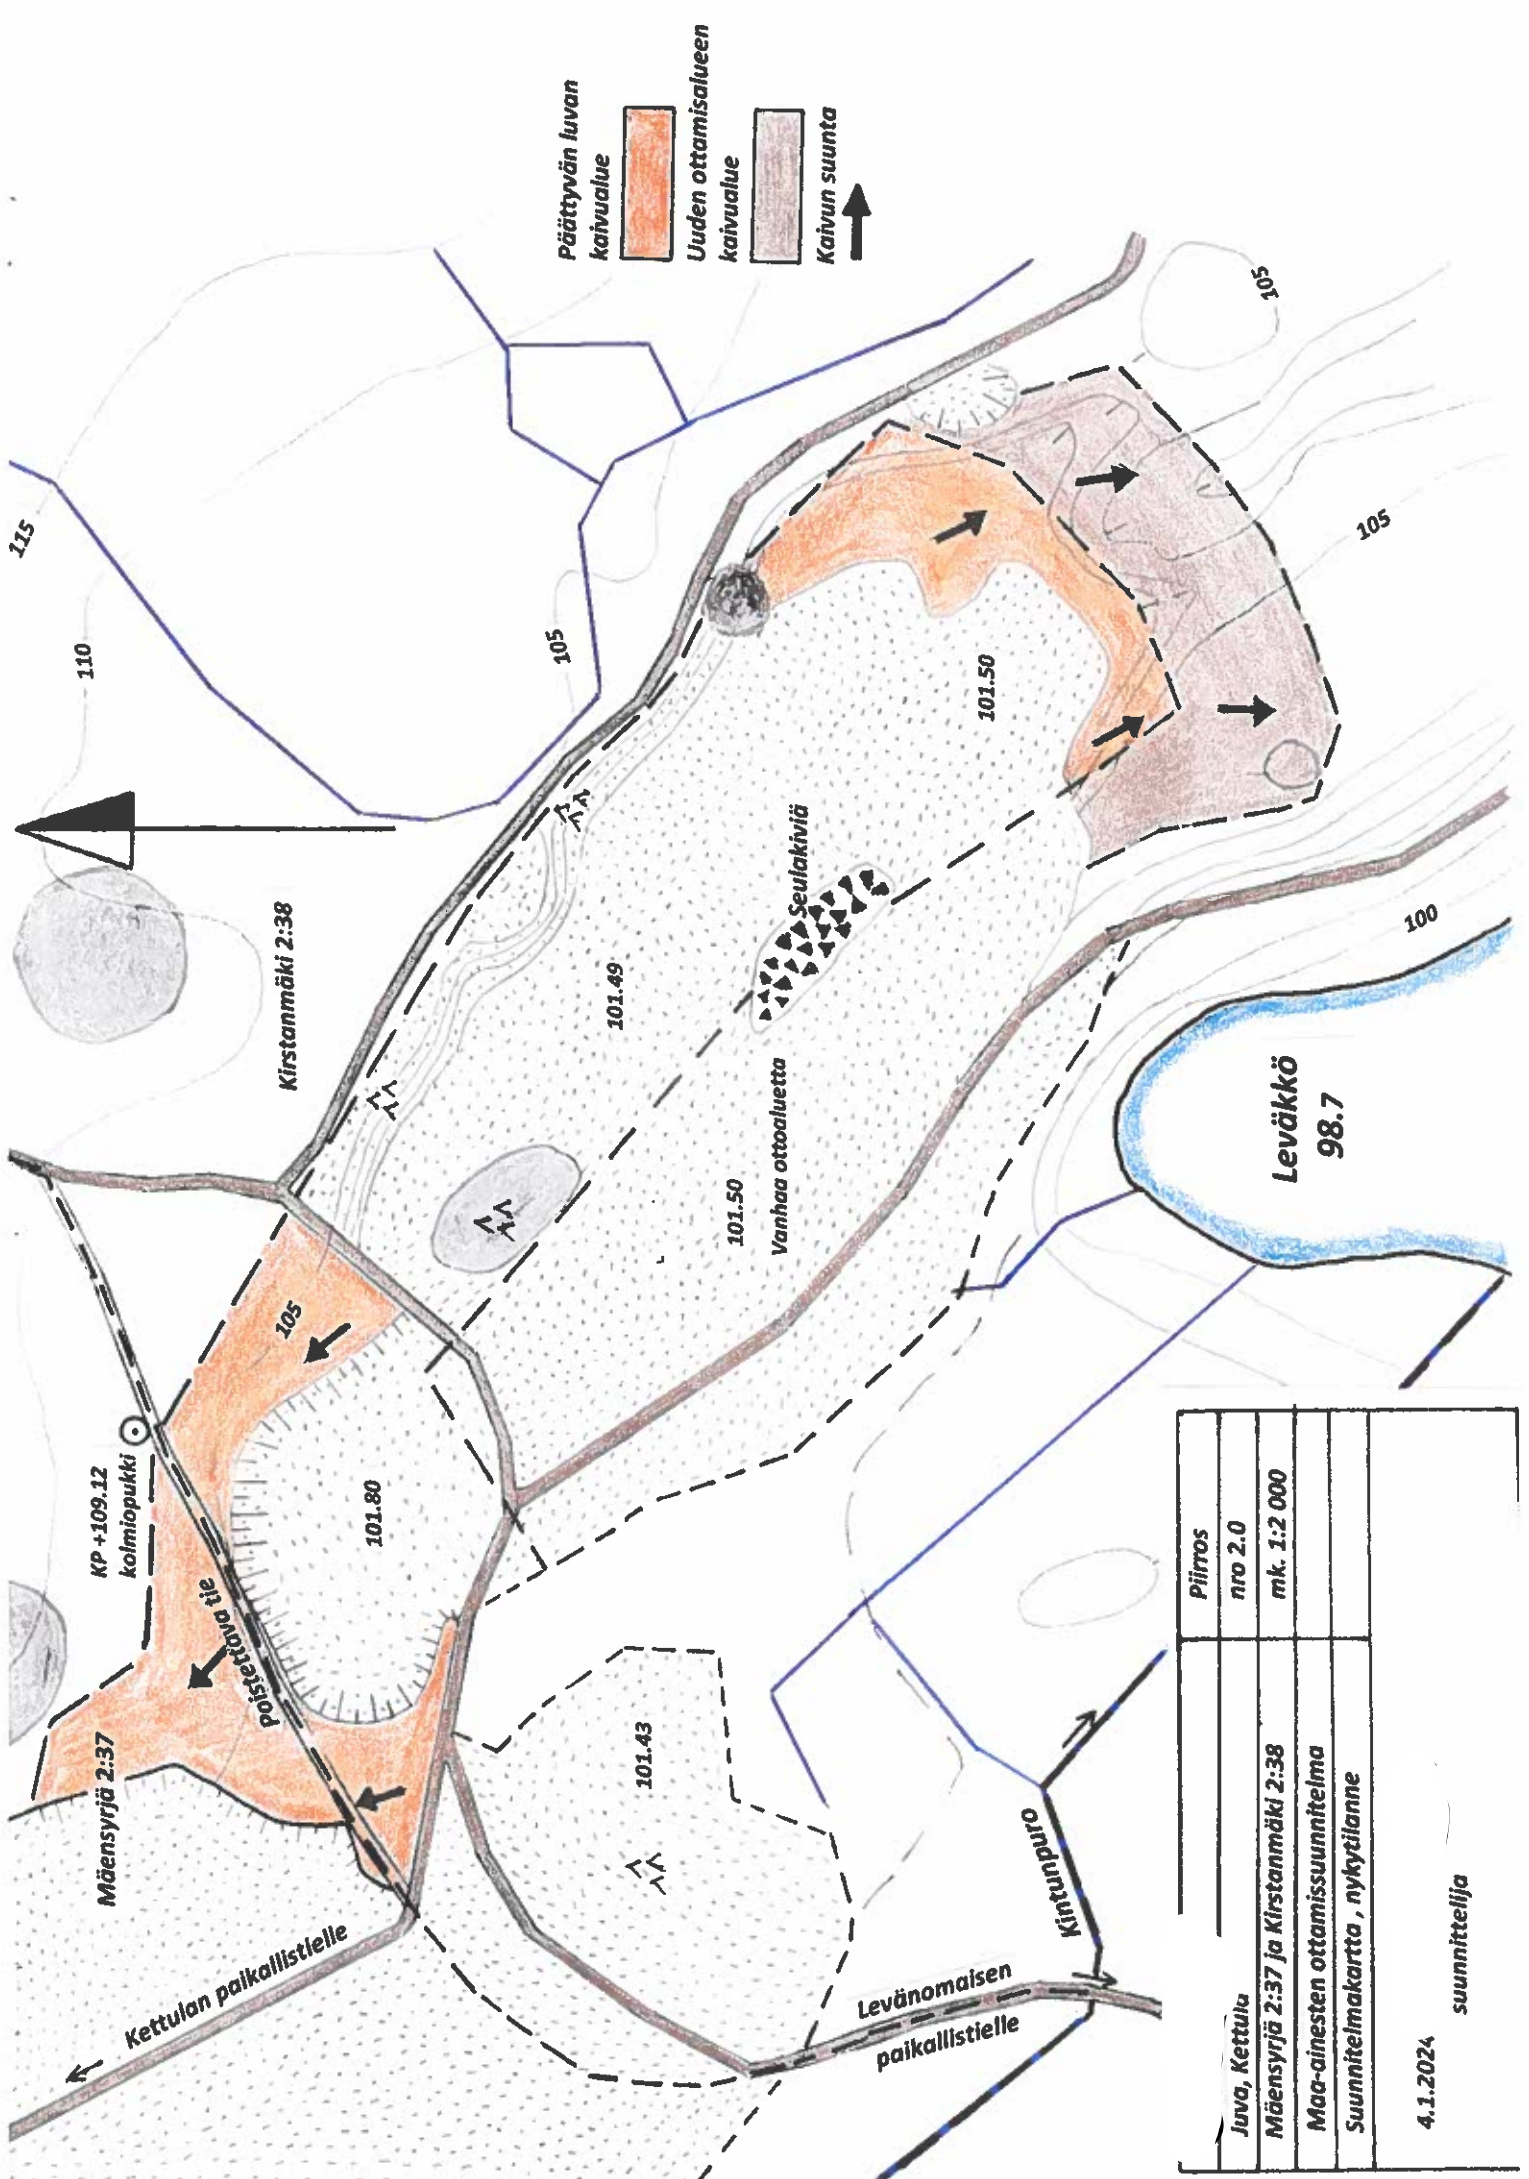 Päättyvän luvan
kaivualue
Uuden ottamisalueen
kaivualue
Kaivun suunta
115
110
105
105
105
Kirstanmäki 2:38
101.50
Seulakiviä
101.49
101.50
Vanhaa ottoaluetta
100
Leväkkö
98.7
105
KP +109.12
kolmiopukki
101.80
Poistettava tie
Mäensyrjä 2:37
101.43
Kettulan paikallistielle
Levänomaisen
paikallistielle
Kintunpuro
Piirros
Juva, Kettula
nro 2.0
Mäensyrjä 2:37 ja Kirstanmäki 2:38
mk. 1:2 000
Maa-ainesten ottamissuunnitelma
Suunnitelmakartta , nykytilanne
4.1.2024
suunnittelija